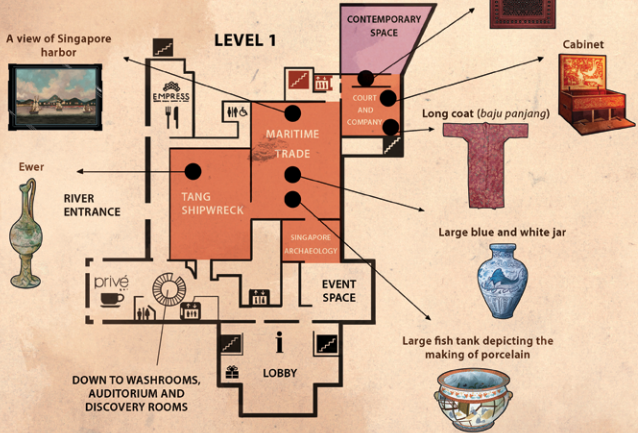 LEVEL 1
CONTEMPORARY
SPACE
A view of Singapore
harbor
Cabinet
EMPRESS
COURT
AND
COMPANY
Long coat (baju panjang)
MARITIME
TRADE
Ewer
RIVER
ENTRANCE
TANG
SHIPWRECK
Large blue and white jar
SINGAPORE
ARCHAEOLOGY
privé
EVENT
SPACE
Large fish tank depicting the
making of porcelain
i
LOBBY
DOWN TO WASHROOMS,
AUDITORIUM AND
DISCOVERY ROOMS